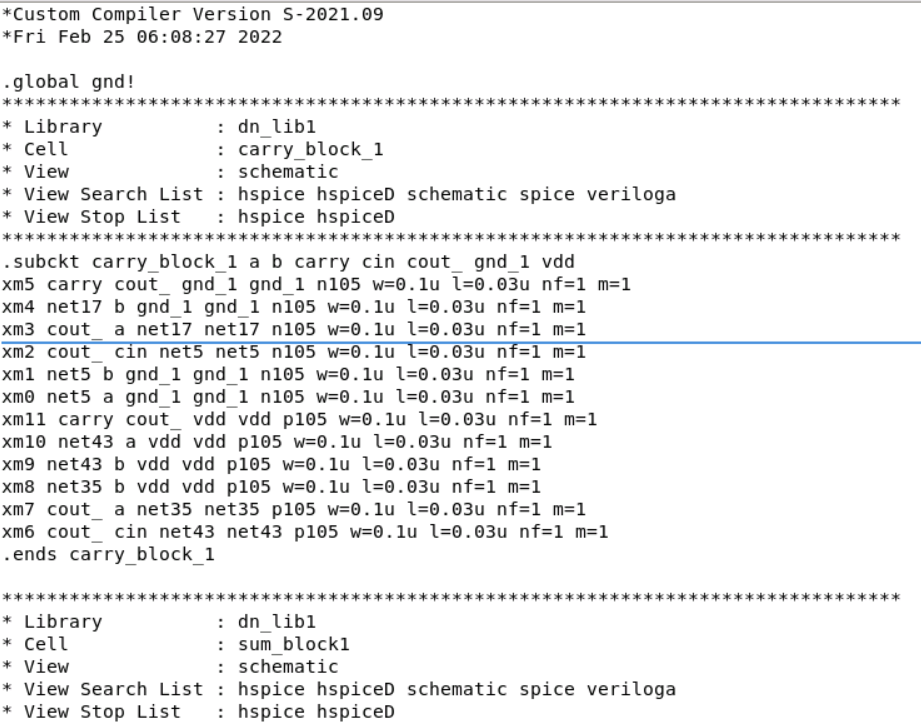 *Custom Compiler Version S-2021.09
*Fri Feb 25 06:08:27 2022
.global gnd!
********************************************************************************
* Library          : dn_lib1
* Cell             : carry_block_1
* View             : schematic
* View Search List : hspice hspiceD schematic spice veriloga
* View Stop List   : hspice hspiceD
********************************************************************************
.subckt carry_block_1 a b carry cin cout_ gnd_1 vdd
xm5 carry cout_ gnd_1 gnd_1 n105 w=0.1u l=0.03u nf=1 m=1
xm4 net17 b gnd_1 gnd_1 n105 w=0.1u l=0.03u nf=1 m=1
xm3 cout_ a net17 net17 n105 w=0.1u l=0.03u nf=1 m=1
xm2 cout_ cin net5 net5 n105 w=0.1u l=0.03u nf=1 m=1
xm1 net5 b gnd_1 gnd_1 n105 w=0.1u l=0.03u nf=1 m=1
xm0 net5 a gnd_1 gnd_1 n105 w=0.1u l=0.03u nf=1 m=1
xm11 carry cout_ vdd vdd p105 w=0.1u l=0.03u nf=1 m=1
xm10 net43 a vdd vdd p105 w=0.1u l=0.03u nf=1 m=1
xm9 net43 b vdd vdd p105 w=0.1u l=0.03u nf=1 m=1
xm8 net35 b vdd vdd p105 w=0.1u l=0.03u nf=1 m=1
xm7 cout_ a net35 net35 p105 w=0.1u l=0.03u nf=1 m=1
xm6 cout_ cin net43 net43 p105 w=0.1u l=0.03u nf=1 m=1
.ends carry_block_1
********************************************************************************
* Library          : dn_lib1
* Cell             : sum_block1
* View             : schematic
* View Search List : hspice hspiceD schematic spice veriloga
* View Stop List   : hspice hspiceD